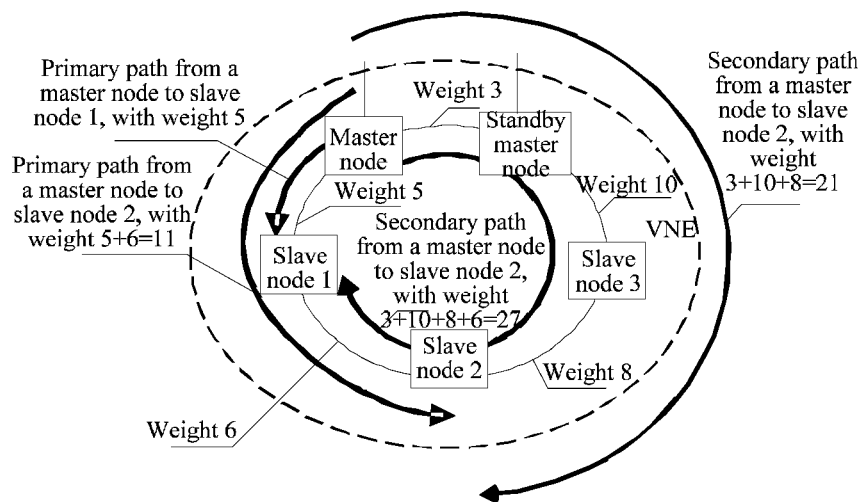 Primary path from a
master node to slave
node 1, with weight 5
Primary path from
a master node to
slave node 2, with
weight 5+6=11
Weight 3
Master
node
Standby
master
node
Weight 5
Weight 10
Secondary path
from a master node
to slave node 2,
with weight
3+10+8+6=27
VNE
Slave
node 1
Slave
node 3
Slave
node 2
Weight 8
Weight 6
Secondary path
from a master
node to slave
node 2, with
weight
3+10+8=21